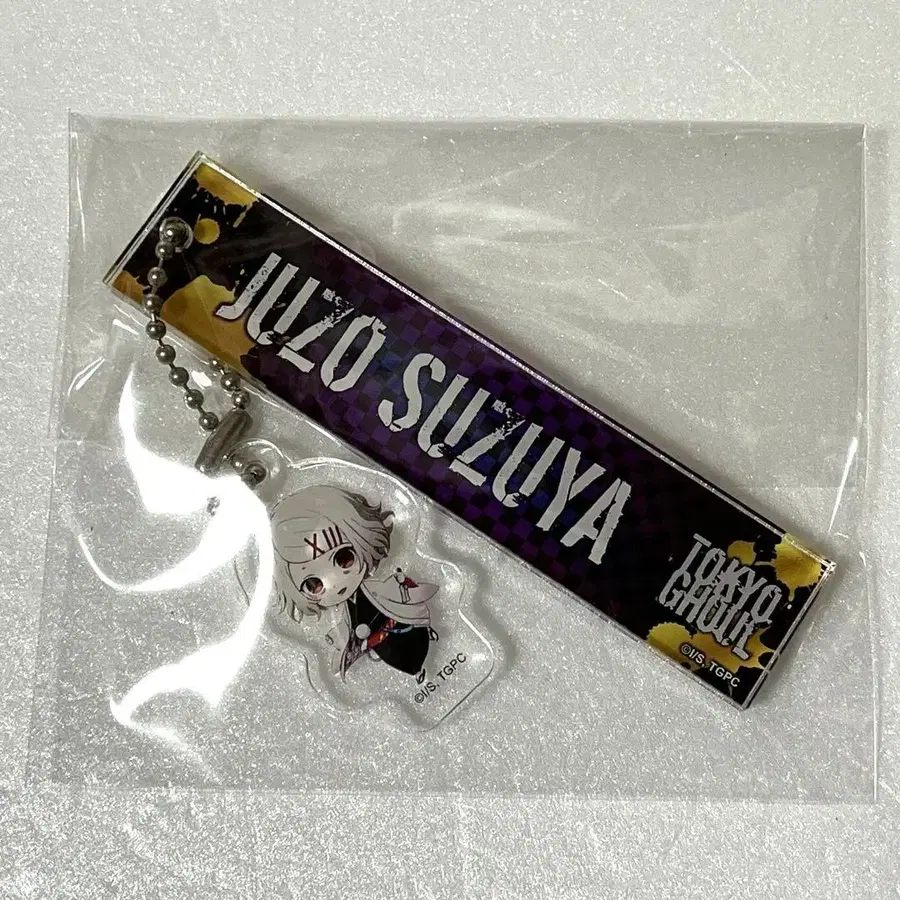 JUZO SUZUYA
TOKYO
GHOUL
©I/S, TGPC
XIII
©I/S, TGPC